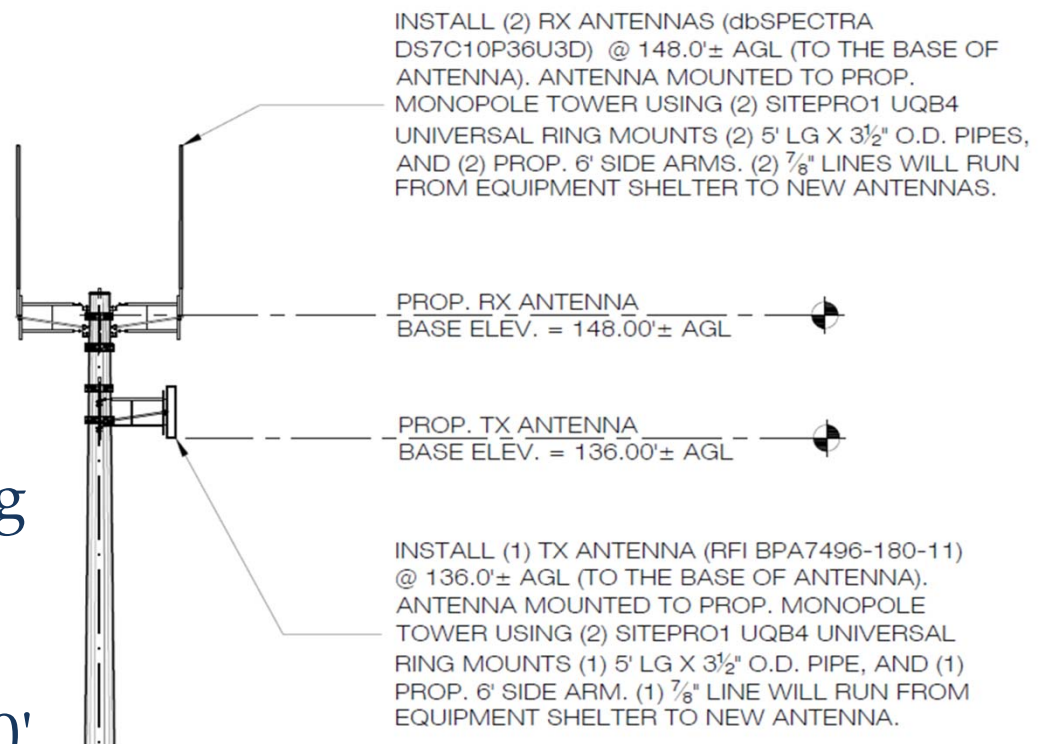 INSTALL (2) RX ANTENNAS (dbSPECTRA
DS7C10P36U3D) @ 148.0'± AGL (TO THE BASE OF
ANTENNA). ANTENNA MOUNTED TO PROP.
MONOPOLE TOWER USING (2) SITEPRO1 UQB4
UNIVERSAL RING MOUNTS (2) 5' LG X 3½" O.D. PIPES,
AND (2) PROP. 6' SIDE ARMS. (2) ⅞" LINES WILL RUN
FROM EQUIPMENT SHELTER TO NEW ANTENNAS.
PROP. RX ANTENNA
BASE ELEV. = 148.00'± AGL
PROP. TX ANTENNA
BASE ELEV. = 136.00'± AGL
g
INSTALL (1) TX ANTENNA (RFI BPA7496-180-11)
@ 136.0'± AGL (TO THE BASE OF ANTENNA).
ANTENNA MOUNTED TO PROP. MONOPOLE
TOWER USING (2) SITEPRO1 UQB4 UNIVERSAL
RING MOUNTS (1) 5' LG X 3½" O.D. PIPE, AND (1)
PROP. 6' SIDE ARM. (1) ⅞" LINE WILL RUN FROM
EQUIPMENT SHELTER TO NEW ANTENNA.
0'